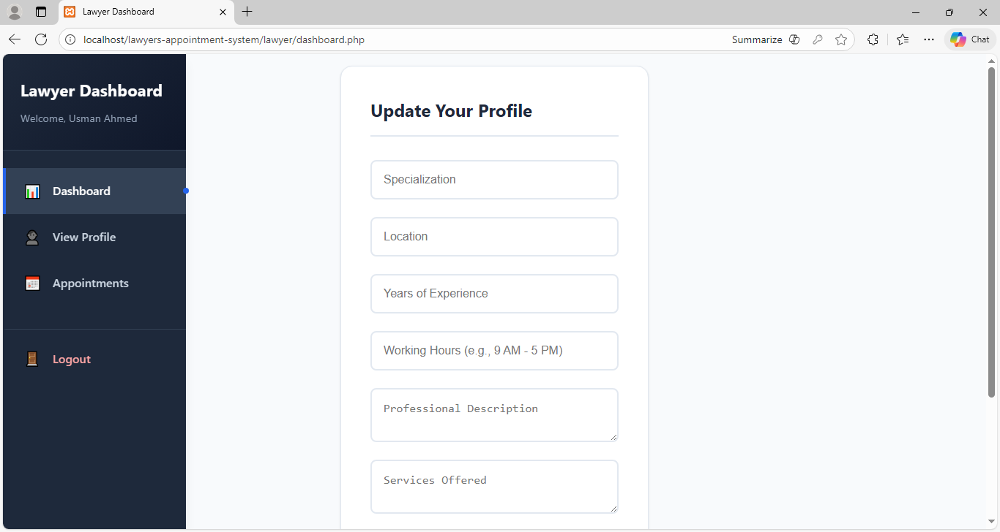 Lawyer Dashboard
localhost/lawyers-appointment-system/lawyer/dashboard.php
Summarize
Chat
Lawyer Dashboard
Welcome, Usman Ahmed
Dashboard
View Profile
Appointments
Logout
Update Your Profile
Specialization
Location
Years of Experience
Working Hours (e.g., 9 AM - 5 PM)
Professional Description
Services Offered